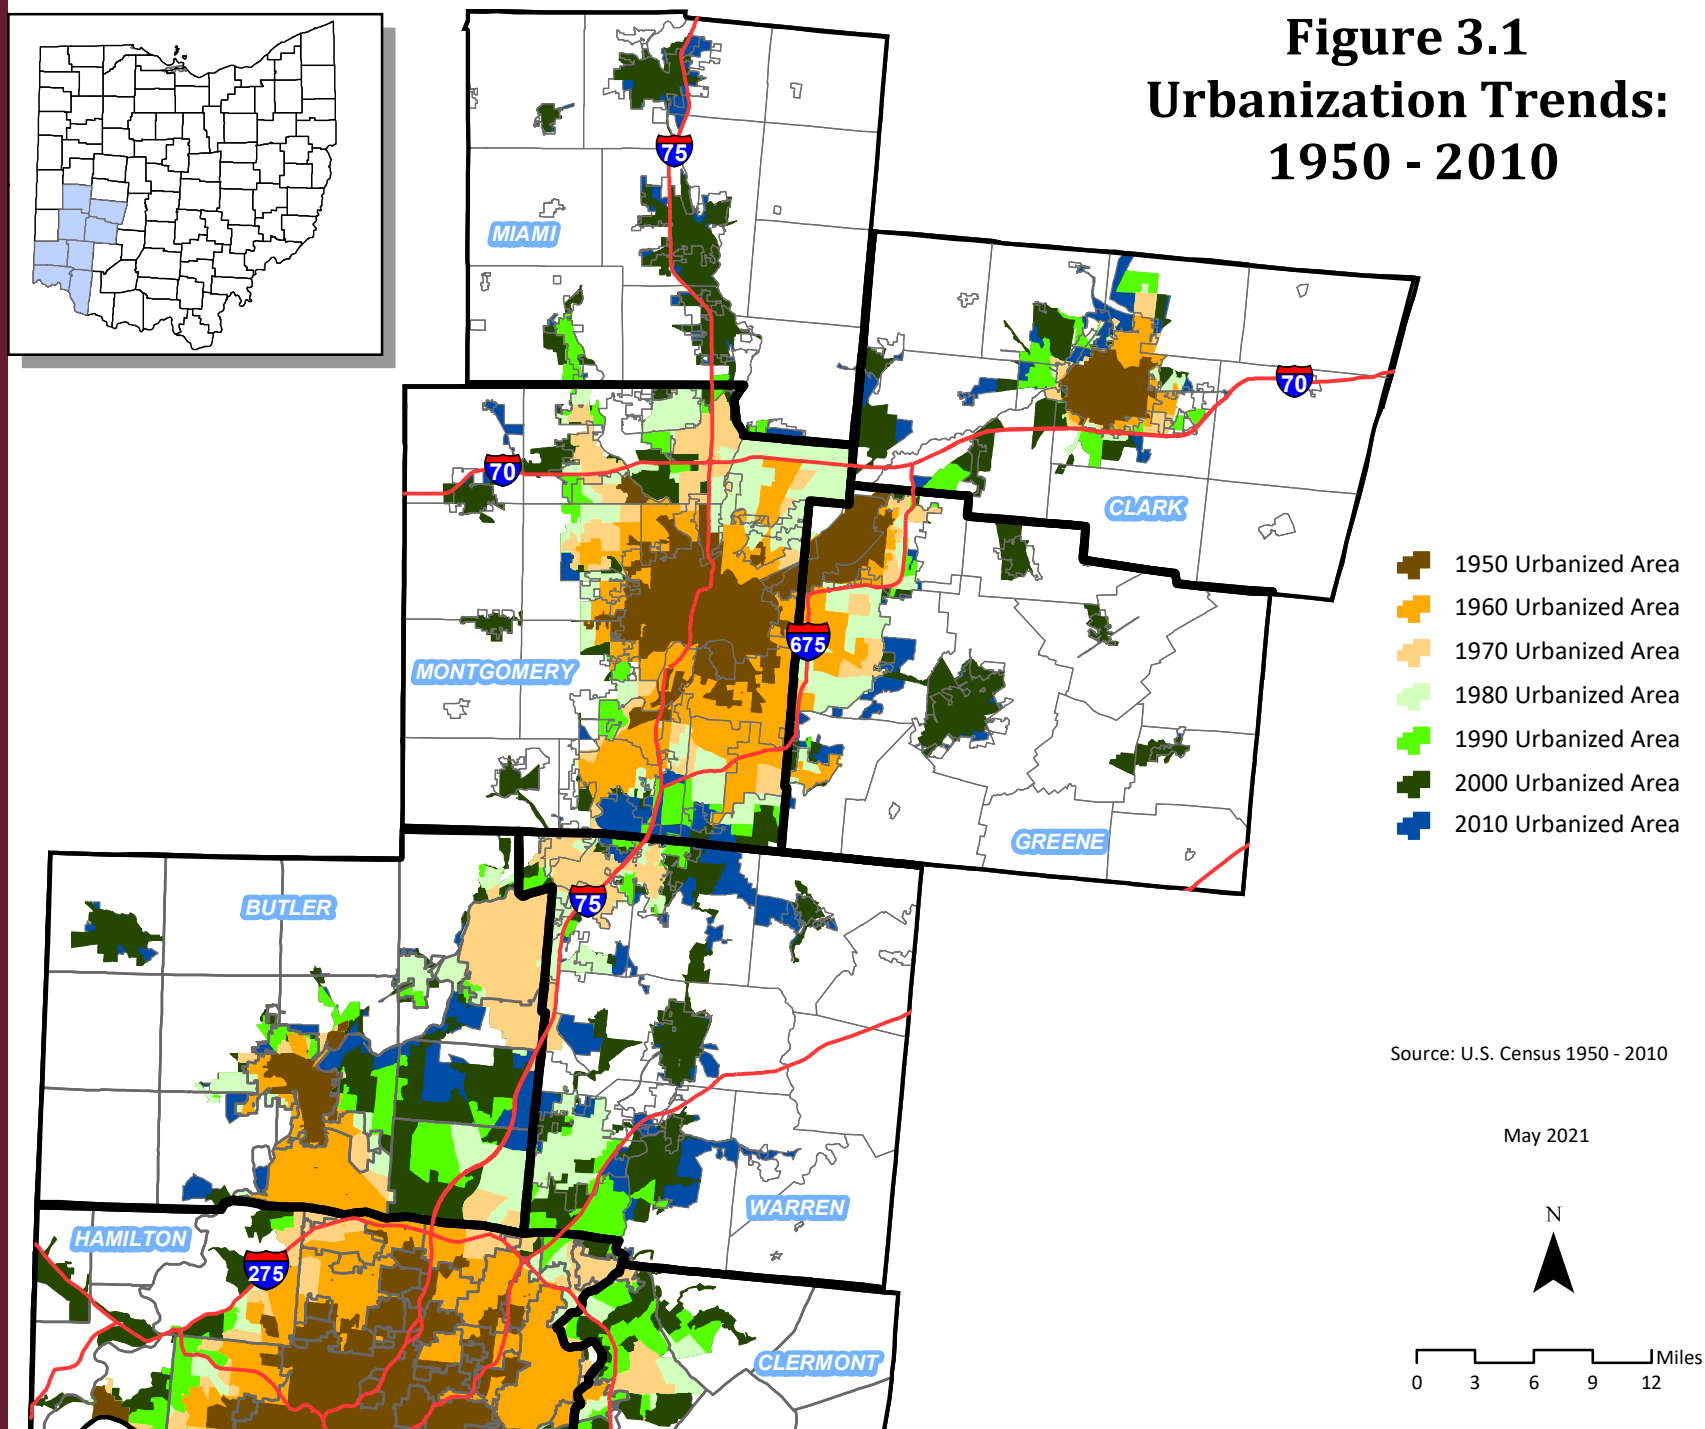 Figure 3.1
Urbanization Trends:
1950 - 2010
75
MIAMI
70
70
CLARK
1950 Urbanized Area
1960 Urbanized Area
1970 Urbanized Area
1980 Urbanized Area
1990 Urbanized Area
2000 Urbanized Area
2010 Urbanized Area
675
MONTGOMERY
GREENE
BUTLER
75
Source: U.S. Census 1950 - 2010
May 2021
WARREN
HAMILTON
275
N
CLERMONT
Miles
0 3 6 9 12